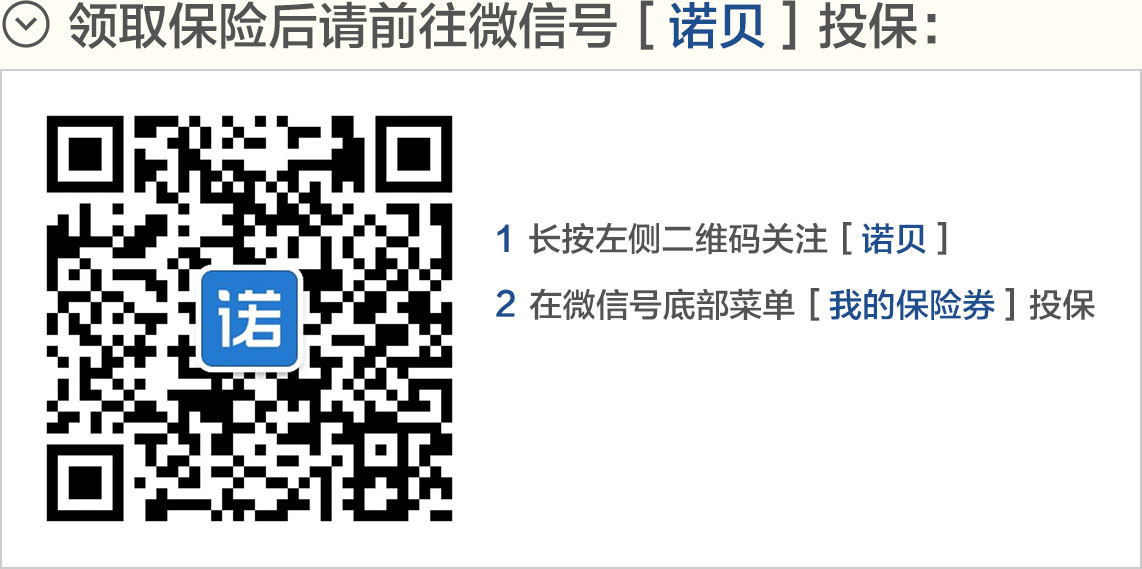 领取保险后请前往微信号 [ 诺贝 ] 投保：
诺
1 长按左侧二维码关注 [ 诺贝 ]
2 在微信号底部菜单 [ 我的保险券 ] 投保